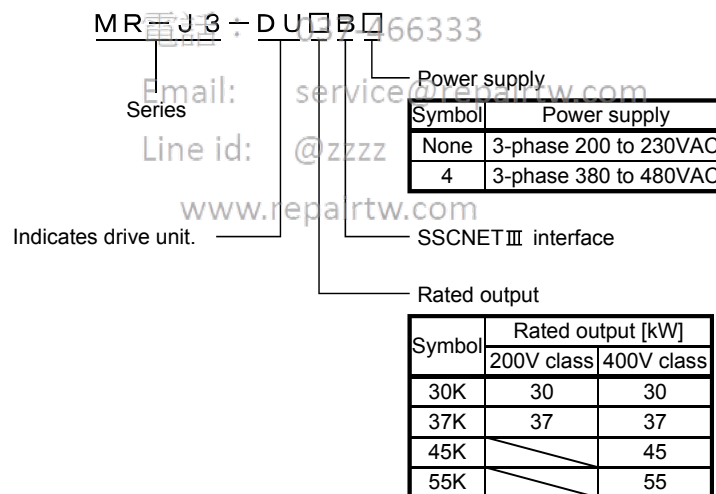 MR-J3-DU□B□
電話: 037-466333
Power supply
Email: service@repairtw.com
Series
Symbol Power supply
None 3-phase 200 to 230VAC
4 3-phase 380 to 480VAC
Line id: @zzzz
www.repairtw.com
Indicates drive unit.
SSCNETⅢ interface
Rated output
Symbol Rated output [kW]
200V class 400V class
30K 30 30
37K 37 37
45K 45
55K 55